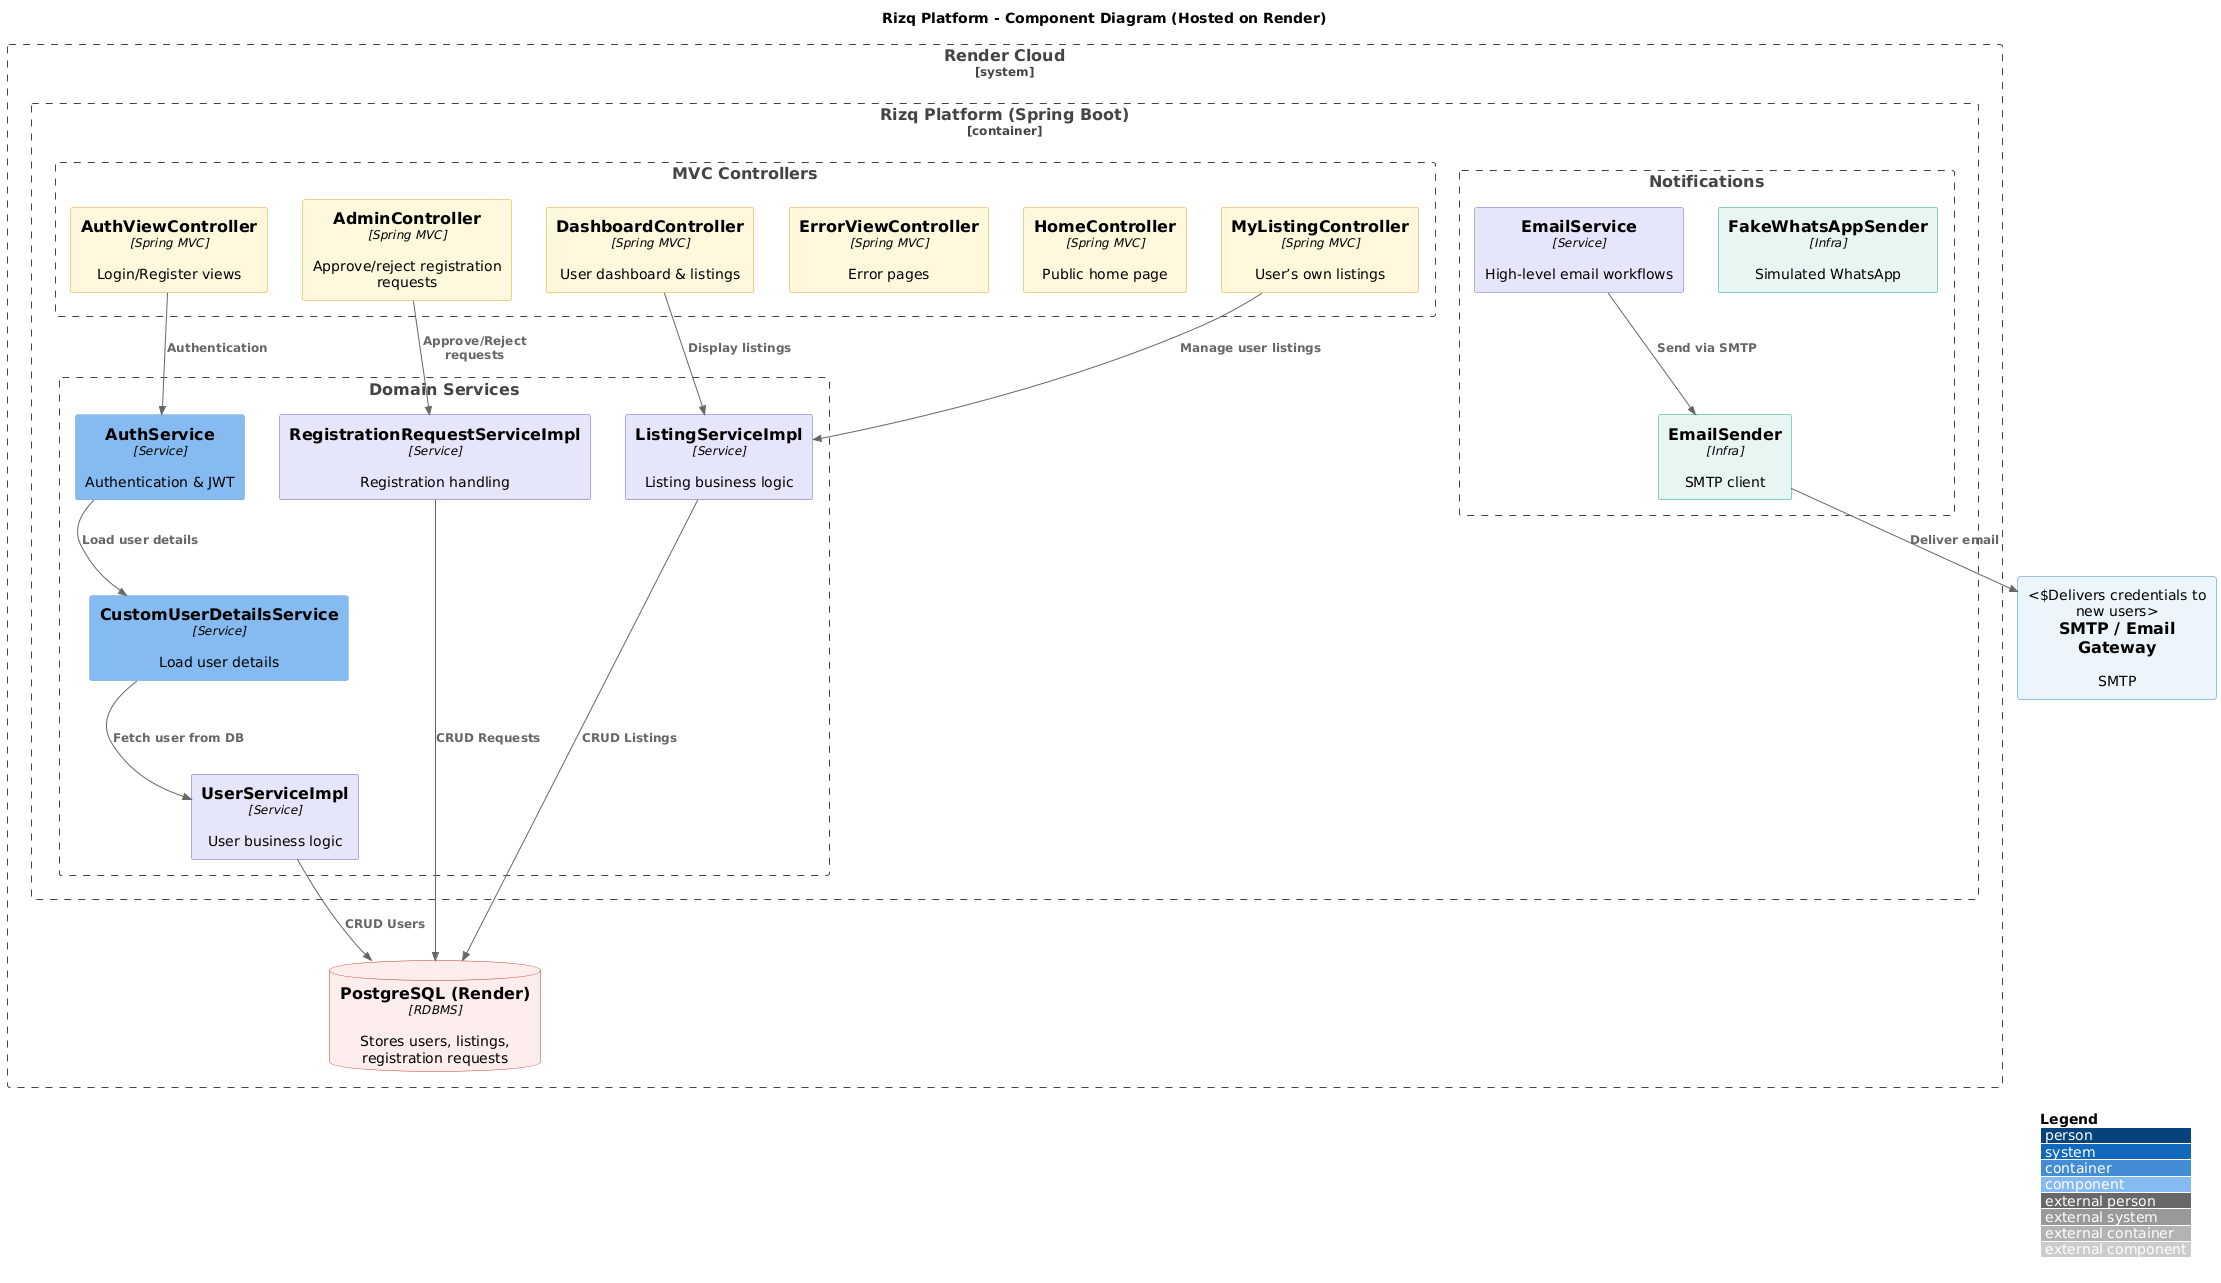 Rizq Platform - Component Diagram (Hosted on Render)
Render Cloud
[system]
Rizq Platform (Spring Boot)
[container]
MVC Controllers
AuthViewController
[Spring MVC]
Login/Register views
AdminController
[Spring MVC]
Approve/reject registration
requests
DashboardController
[Spring MVC]
User dashboard & listings
ErrorViewController
[Spring MVC]
Error pages
HomeController
[Spring MVC]
Public home page
MyListingController
[Spring MVC]
User’s own listings
Notifications
EmailService
[Service]
High-level email workflows
FakeWhatsAppSender
[Infra]
Simulated WhatsApp
Authentication
Approve/Reject
requests
Display listings
Manage user listings
Send via SMTP
Domain Services
AuthService
[Service]
Authentication & JWT
RegistrationRequestServiceImpl
[Service]
Registration handling
ListingServiceImpl
[Service]
Listing business logic
EmailSender
[Infra]
SMTP client
Load user details
Deliver email
CustomUserDetailsService
[Service]
Load user details
<$Delivers credentials to
new users>
SMTP / Email
Gateway
SMTP
Fetch user from DB
CRUD Requests
CRUD Listings
UserServiceImpl
[Service]
User business logic
CRUD Users
PostgreSQL (Render)
[RDBMS]
Stores users, listings,
registration requests
Legend
person
system
container
component
external person
external system
external container
external component